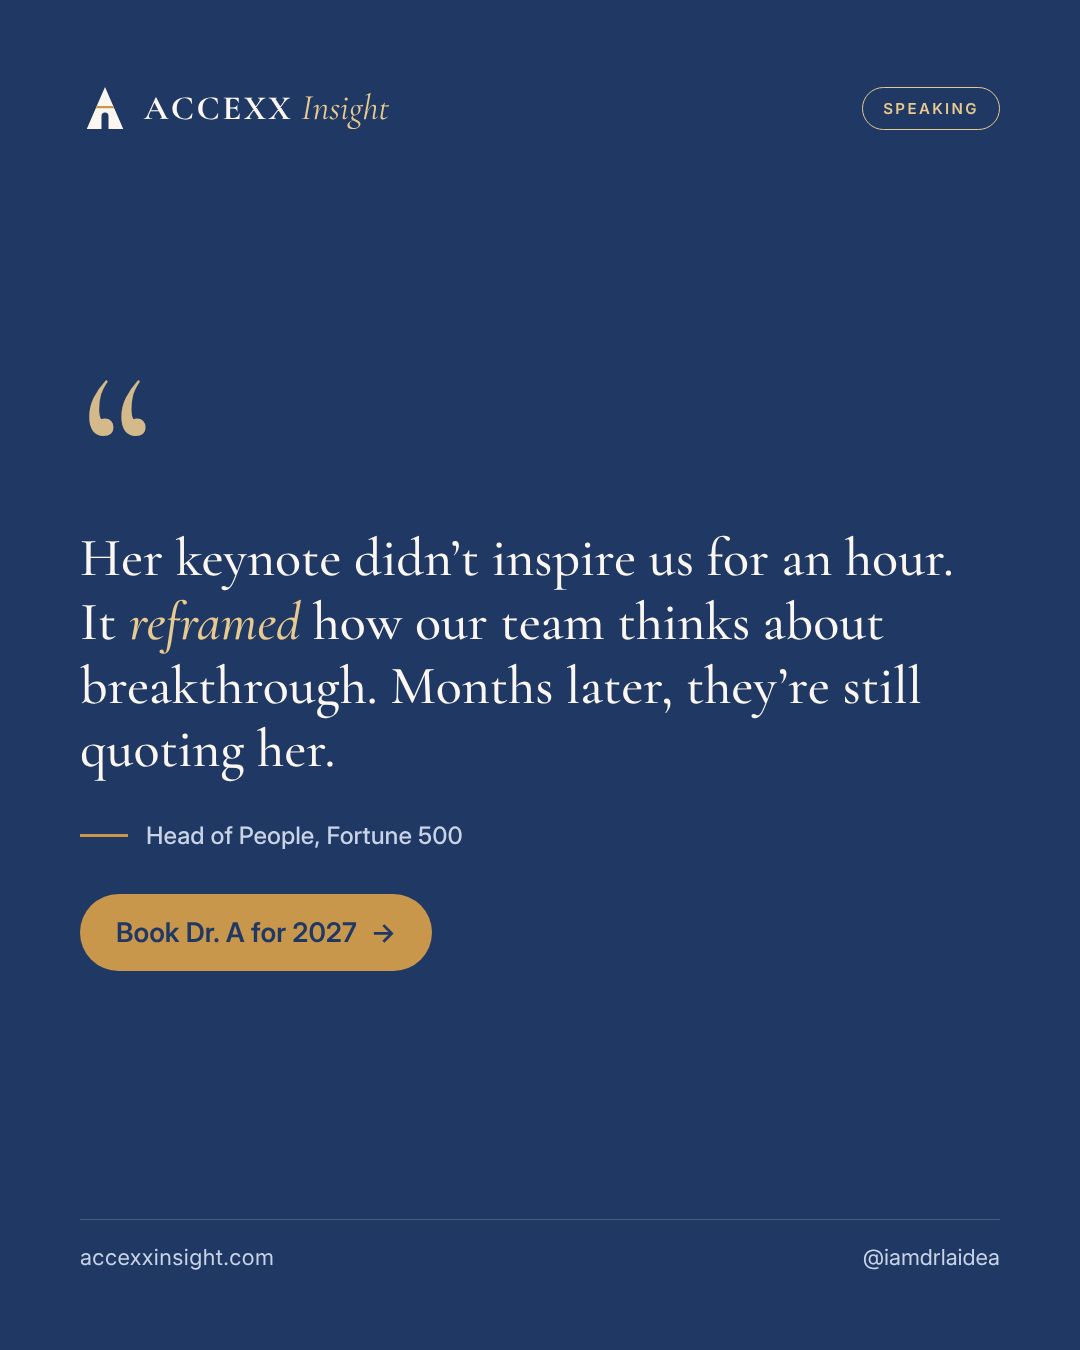 ACCEXX Insight
SPEAKING
“
Her keynote didn’t inspire us for an hour.
It reframed how our team thinks about
breakthrough. Months later, they’re still
quoting her.
Head of People, Fortune 500
Book Dr. A for 2027 →
accexxinsight.com
@iamdrlaidea